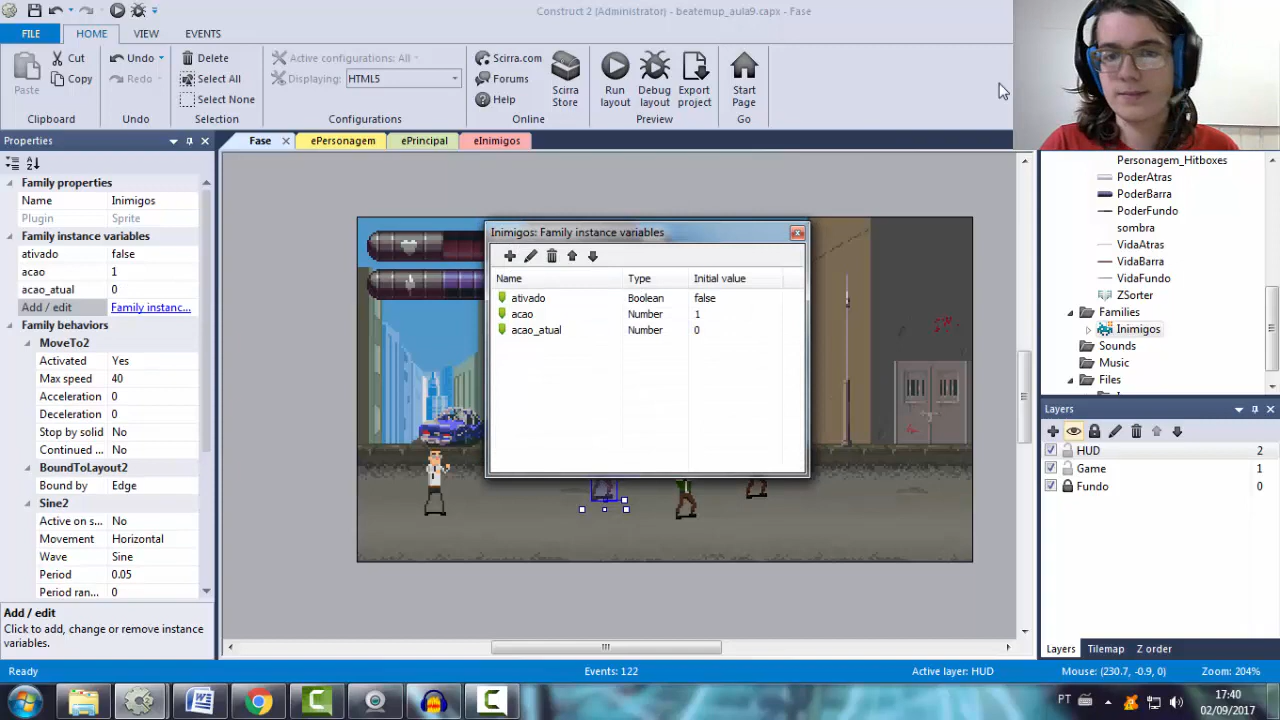 Construct 2 (Administrator) - beatemup_aula9.capx - Fase
FILE HOME VIEW EVENTS
Paste Cut Copy Clipboard
Undo Redo Undo
Delete Select All Select None Selection
Active configurations: All
Displaying: HTML5
Configurations
Scirra.com Forums Help Scirra Store Online
Run layout Debug layout Export project Preview
Start Page Go
Properties
Fase ePersonagem ePrincipal eInimigos
Family properties
Name Inimigos
Plugin Sprite
Family instance variables
ativado false
acao 1
acao_atual 0
Add / edit Family instanc...
Family behaviors
MoveTo2
Activated Yes
Max speed 40
Acceleration 0
Deceleration 0
Stop by solid No
Continued ... No
BoundToLayout2
Bound by Edge
Sine2
Active on s... No
Movement Horizontal
Wave Sine
Period 0.05
Period ran... 0
Add / edit
Click to add, change or remove instance
variables.
Inimigos: Family instance variables
Name Type Initial value
ativado Boolean false
acao Number 1
acao_atual Number 0
Personagem_Hitboxes
PoderAtras
PoderBarra
PoderFundo
sombra
VidaAtras
VidaBarra
VidaFundo
ZSorter
Families
Inimigos
Sounds
Music
Files
Layers
HUD 2
Game 1
Fundo 0
Layers Tilemap Z order
Ready Events: 122 Active layer: HUD Mouse: (230.7, -0.9, 0) Zoom: 204%
PT 17:40
02/09/2017